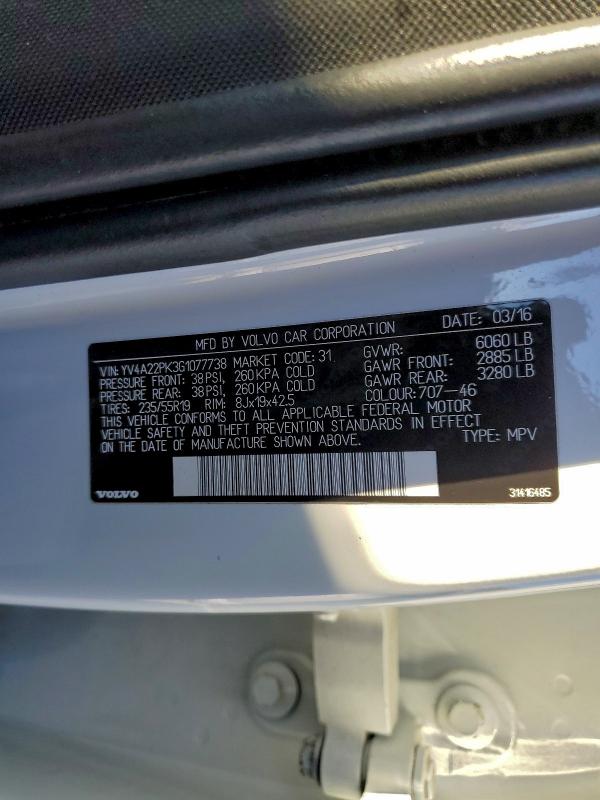 MFD BY VOLVO CAR CORPORATION DATE: 03/16
VIN: YV4A22PK3G1077738 MARKET CODE: 31 GVWR: 6060 LB
PRESSURE FRONT: 38 PSI, 260 KPA COLD GAWR FRONT: 2885 LB
PRESSURE REAR: 38 PSI, 260 KPA COLD GAWR REAR: 3280 LB
TIRES: 235/55R19 RIM: 8Jx19x42.5 COLOUR: 707-46
THIS VEHICLE CONFORMS TO ALL APPLICABLE FEDERAL MOTOR
VEHICLE SAFETY AND THEFT PREVENTION STANDARDS IN EFFECT
ON THE DATE OF MANUFACTURE SHOWN ABOVE. TYPE: MPV
VOLVO 31416485